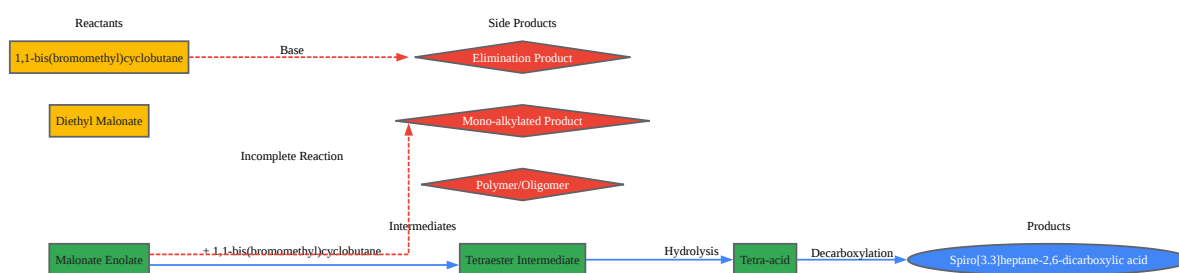 Reactants
Side Products
1,1-bis(bromomethyl)cyclobutane
Base
Elimination Product
Diethyl Malonate
Mono-alkylated Product
Incomplete Reaction
Polymer/Oligomer
Intermediates
Products
Malonate Enolate
+ 1,1-bis(bromomethyl)cyclobutane
Tetraester Intermediate
Hydrolysis
Tetra-acid
Decarboxylation
Spiro[3.3]heptane-2,6-dicarboxylic acid